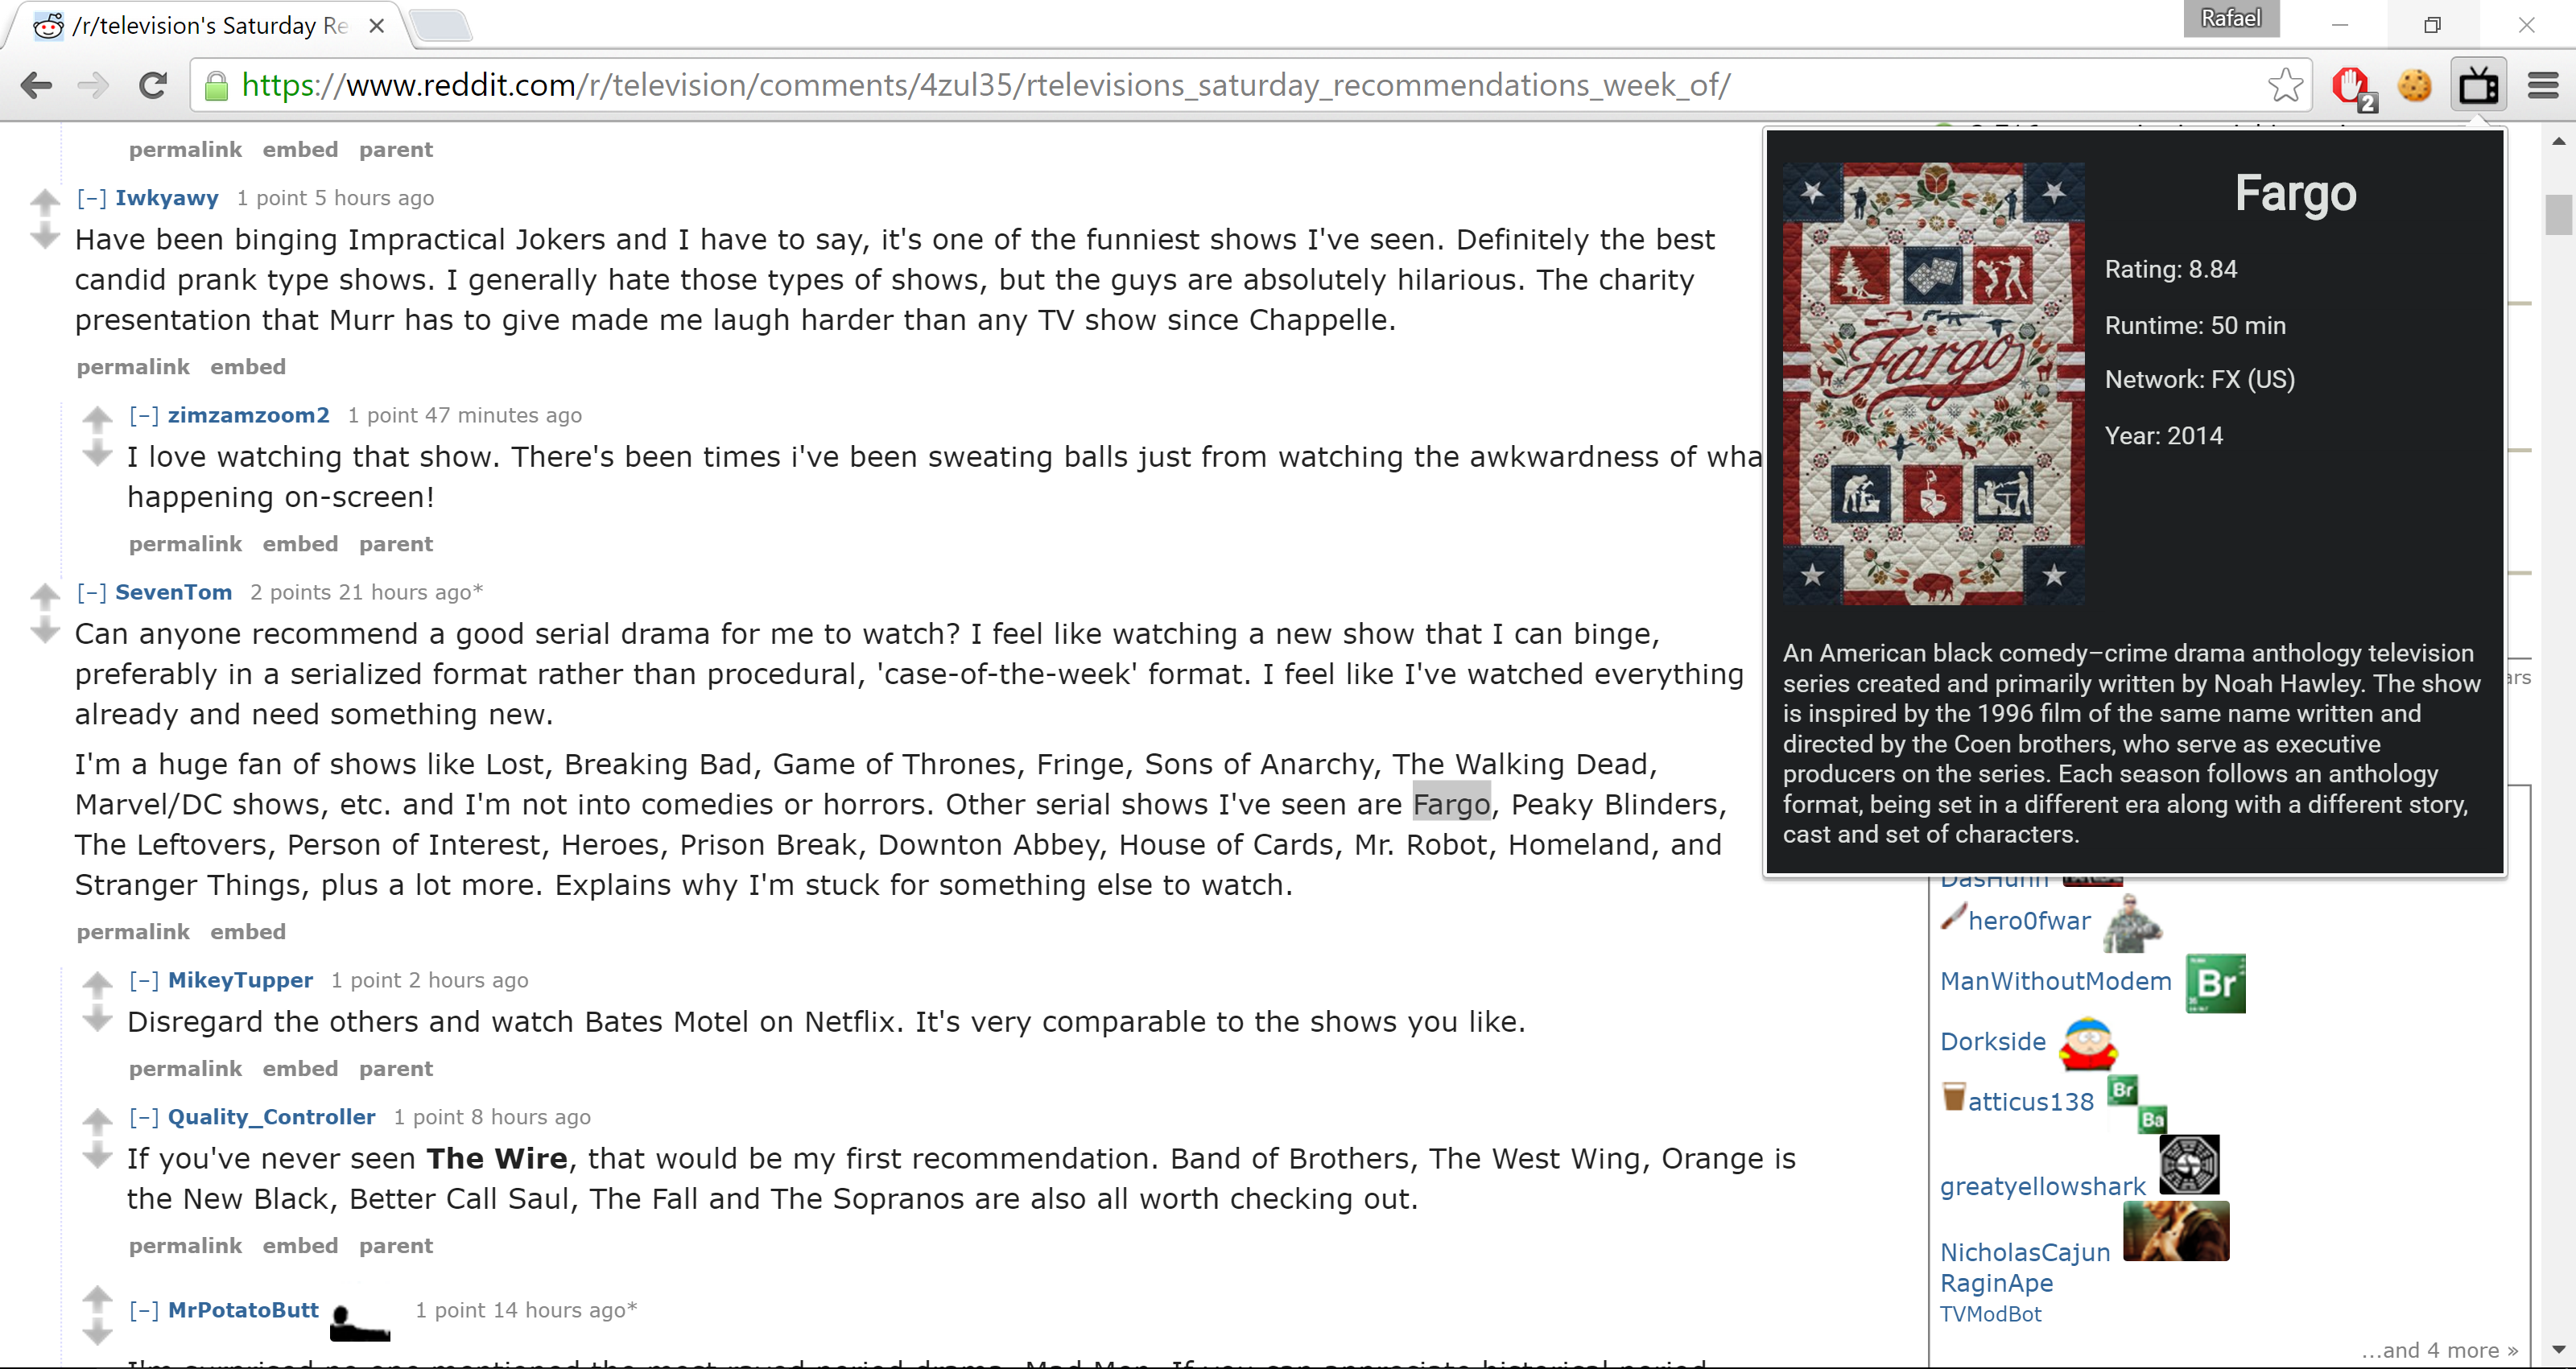 /r/television's Saturday Re
Rafael
https://www.reddit.com/r/television/comments/4zul35/rtelevisions_saturday_recommendations_week_of/
2
permalink embed parent
[–] Iwkyawy 1 point 5 hours ago
Have been binging Impractical Jokers and I have to say, it's one of the funniest shows I've seen. Definitely the best
candid prank type shows. I generally hate those types of shows, but the guys are absolutely hilarious. The charity
presentation that Murr has to give made me laugh harder than any TV show since Chappelle.
permalink embed
[–] zimzamzoom2 1 point 47 minutes ago
I love watching that show. There's been times i've been sweating balls just from watching the awkwardness of wha
happening on-screen!
permalink embed parent
[–] SevenTom 2 points 21 hours ago*
Can anyone recommend a good serial drama for me to watch? I feel like watching a new show that I can binge,
preferably in a serialized format rather than procedural, 'case-of-the-week' format. I feel like I've watched everything
already and need something new.
I'm a huge fan of shows like Lost, Breaking Bad, Game of Thrones, Fringe, Sons of Anarchy, The Walking Dead,
Marvel/DC shows, etc. and I'm not into comedies or horrors. Other serial shows I've seen are Fargo, Peaky Blinders,
The Leftovers, Person of Interest, Heroes, Prison Break, Downton Abbey, House of Cards, Mr. Robot, Homeland, and
Stranger Things, plus a lot more. Explains why I'm stuck for something else to watch.
permalink embed
[–] MikeyTupper 1 point 2 hours ago
Disregard the others and watch Bates Motel on Netflix. It's very comparable to the shows you like.
permalink embed parent
[–] Quality_Controller 1 point 8 hours ago
If you've never seen The Wire, that would be my first recommendation. Band of Brothers, The West Wing, Orange is
the New Black, Better Call Saul, The Fall and The Sopranos are also all worth checking out.
permalink embed parent
[–] MrPotatoButt 1 point 14 hours ago*
I'm surprised no one mentioned the most raved period drama, Mad Men. If you can appreciate historical period
Fargo
Fargo
Rating: 8.84
Runtime: 50 min
Network: FX (US)
Year: 2014
An American black comedy–crime drama anthology television
series created and primarily written by Noah Hawley. The show
is inspired by the 1996 film of the same name written and
directed by the Coen brothers, who serve as executive
producers on the series. Each season follows an anthology
format, being set in a different era along with a different story,
cast and set of characters.
ars
DasHunn
hero0fwar
ManWithoutModem Br
Dorkside
atticus138 Br
Ba
greatyellowshark
NicholasCajun
RaginApe
TVModBot
...and 4 more »